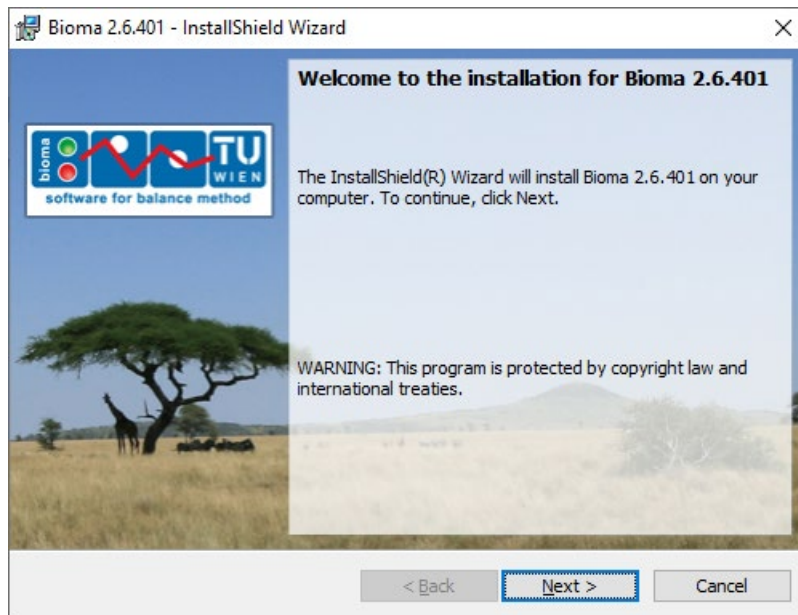 Bioma 2.6.401 - InstallShield Wizard
Welcome to the installation for Bioma 2.6.401
bioma
TU
WIEN
software for balance method
The InstallShield(R) Wizard will install Bioma 2.6.401 on your
computer. To continue, click Next.
WARNING: This program is protected by copyright law and
international treaties.
< Back
Next >
Cancel